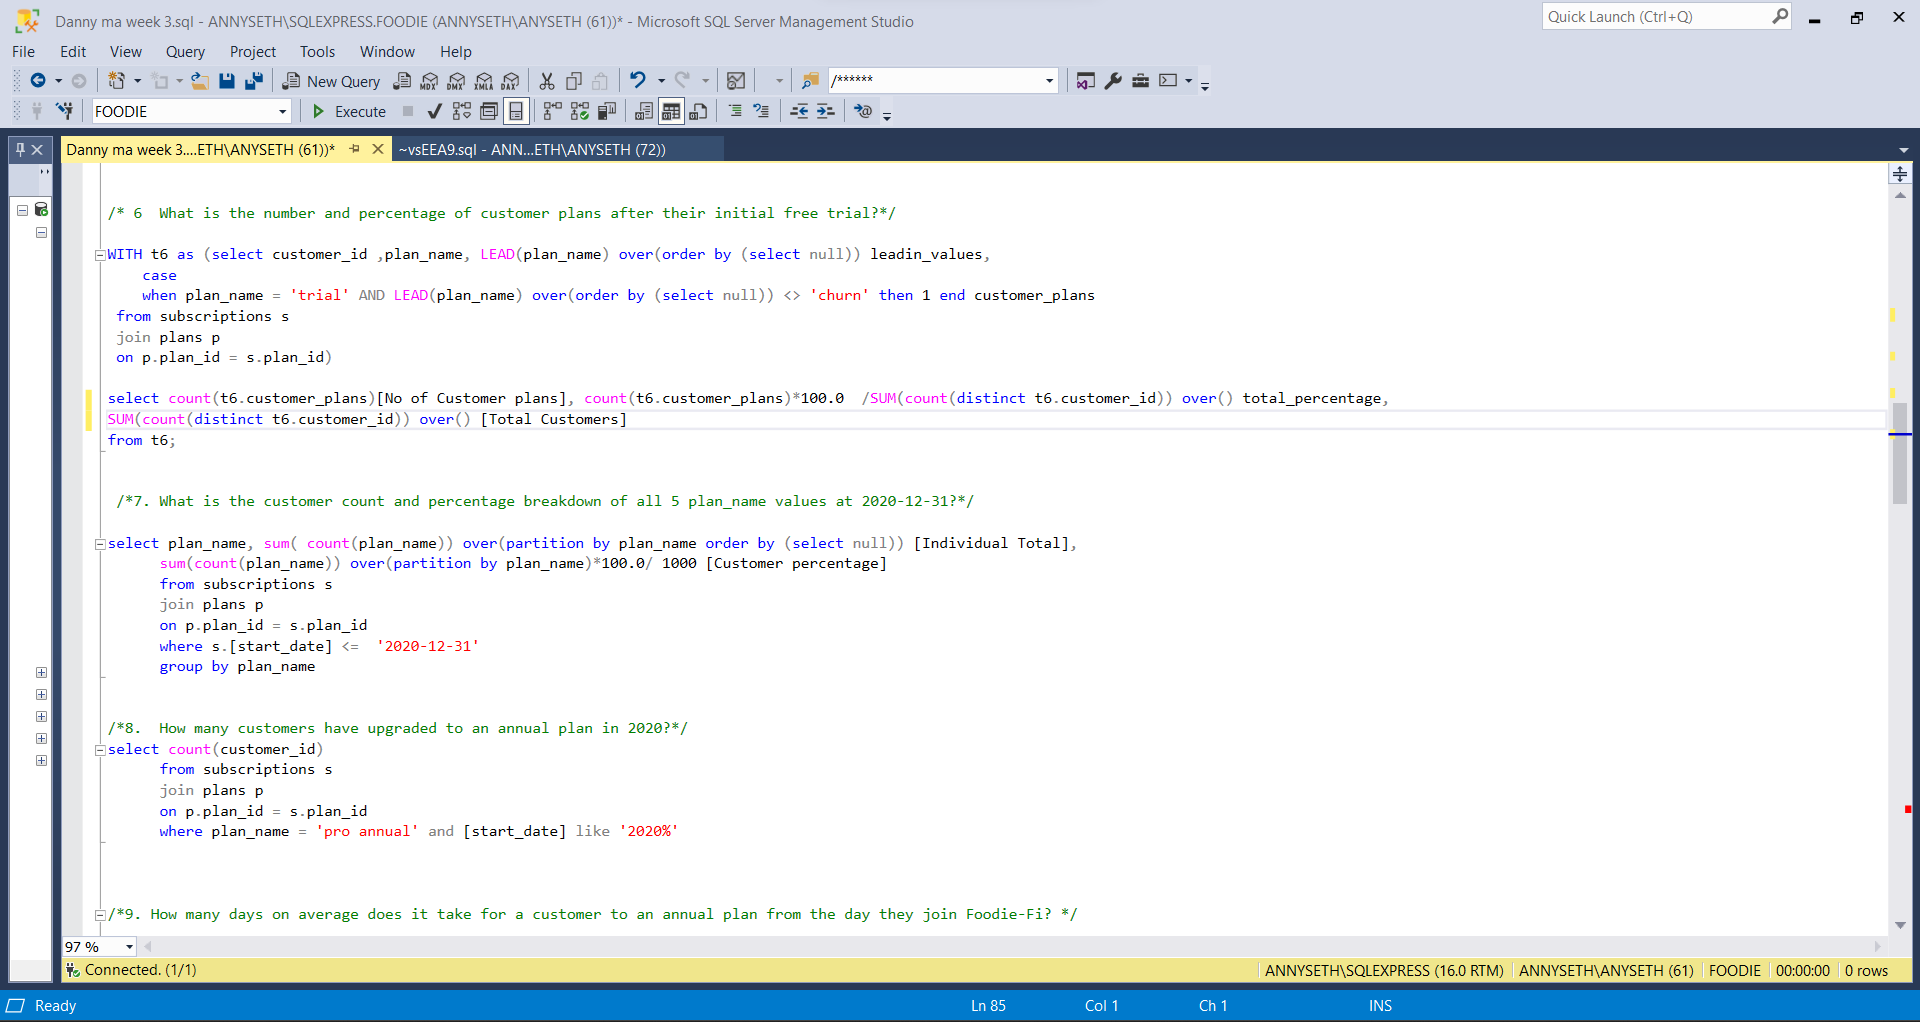 Danny ma week 3.sql - ANNYSETH\SQLEXPRESS.FOODIE (ANNYSETH\ANYSETH (61))* - Microsoft SQL Server Management Studio
Quick Launch (Ctrl+Q)
File Edit View Query Project Tools Window Help
New Query MDX DMX XMLA DAX /******
FOODIE Execute
Danny ma week 3....ETH\ANYSETH (61))* ~vsEEA9.sql - ANN...ETH\ANYSETH (72))
/* 6  What is the number and percentage of customer plans after their initial free trial?*/
WITH t6 as (select customer_id ,plan_name, LEAD(plan_name) over(order by (select null)) leadin_values,
case
when plan_name = 'trial' AND LEAD(plan_name) over(order by (select null)) <> 'churn' then 1 end customer_plans
from subscriptions s
join plans p
on p.plan_id = s.plan_id)
select count(t6.customer_plans)[No of Customer plans], count(t6.customer_plans)*100.0  /SUM(count(distinct t6.customer_id)) over() total_percentage,
SUM(count(distinct t6.customer_id)) over() [Total Customers]
from t6;
/*7. What is the customer count and percentage breakdown of all 5 plan_name values at 2020-12-31?*/
select plan_name, sum( count(plan_name)) over(partition by plan_name order by (select null)) [Individual Total],
sum(count(plan_name)) over(partition by plan_name)*100.0/ 1000 [Customer percentage]
from subscriptions s
join plans p
on p.plan_id = s.plan_id
where s.[start_date] <=  '2020-12-31'
group by plan_name
/*8.  How many customers have upgraded to an annual plan in 2020?*/
select count(customer_id)
from subscriptions s
join plans p
on p.plan_id = s.plan_id
where plan_name = 'pro annual' and [start_date] like '2020%'
/*9. How many days on average does it take for a customer to an annual plan from the day they join Foodie-Fi? */
97 %
Connected. (1/1) ANNYSETH\SQLEXPRESS (16.0 RTM) ANNYSETH\ANYSETH (61) FOODIE 00:00:00 0 rows
Ready Ln 85 Col 1 Ch 1 INS